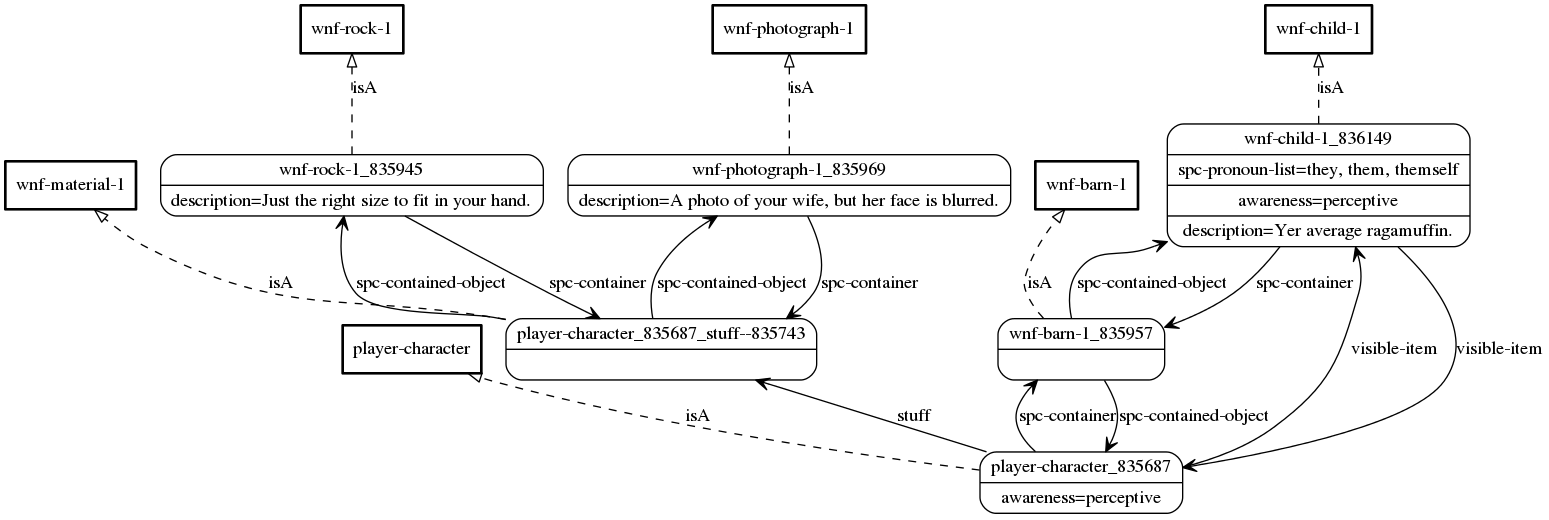 wnf-rock-1
wnf-photograph-1
wnf-child-1
isA
isA
isA
wnf-child-1_836149
spc-pronoun-list=they, them, themself
awareness=perceptive
description=Yer average ragamuffin.
wnf-rock-1_835945
description=Just the right size to fit in your hand.
wnf-photograph-1_835969
description=A photo of your wife, but her face is blurred.
wnf-material-1
wnf-barn-1
isA
spc-contained-object
spc-container
spc-contained-object
spc-container
isA
spc-contained-object
spc-container
player-character_835687_stuff--835743
wnf-barn-1_835957
player-character
visible-item
visible-item
isA
stuff
spc-container
spc-contained-object
player-character_835687
awareness=perceptive